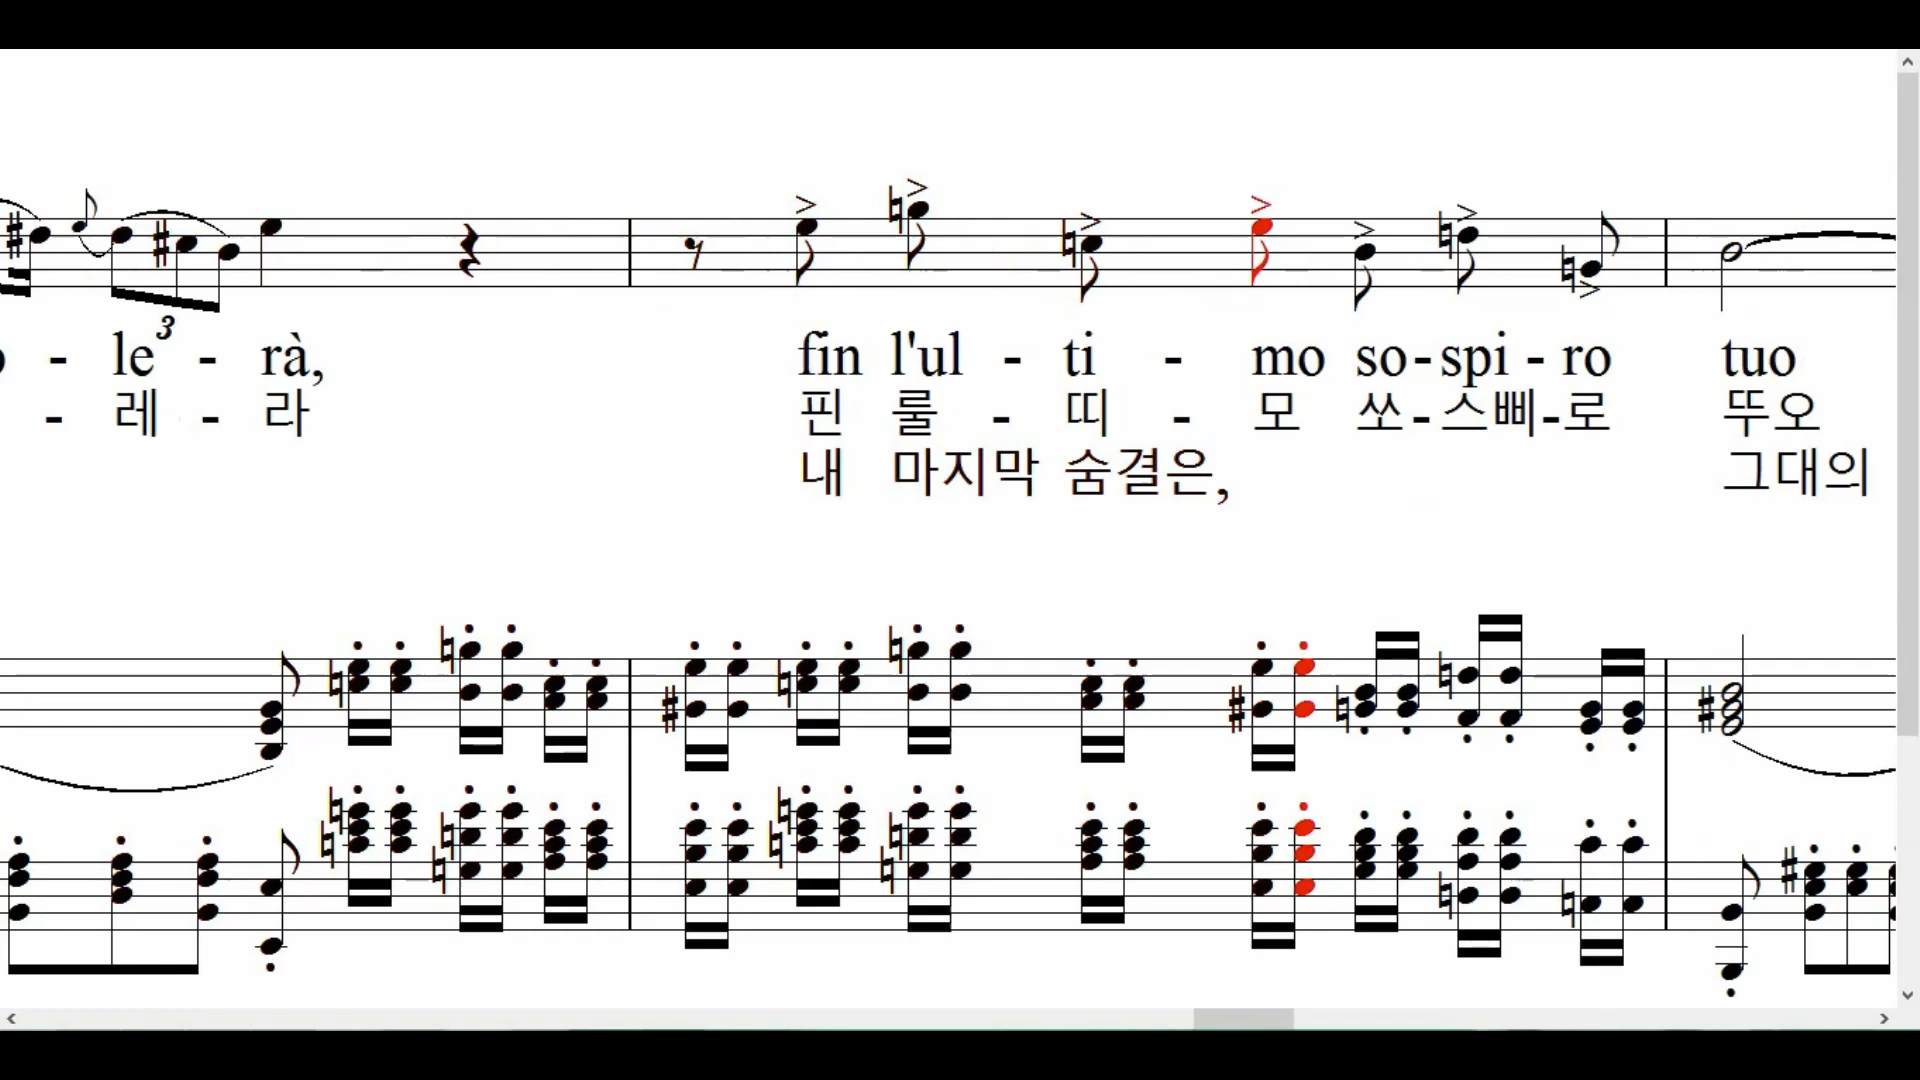 3
- le - rà, fin l'ul - ti - mo so - spi - ro tuo
- 레 - 라 핀 룰 - 띠 - 모 쏘 - 스삐 - 로 뚜오
내 마지막 숨결은, 그대의